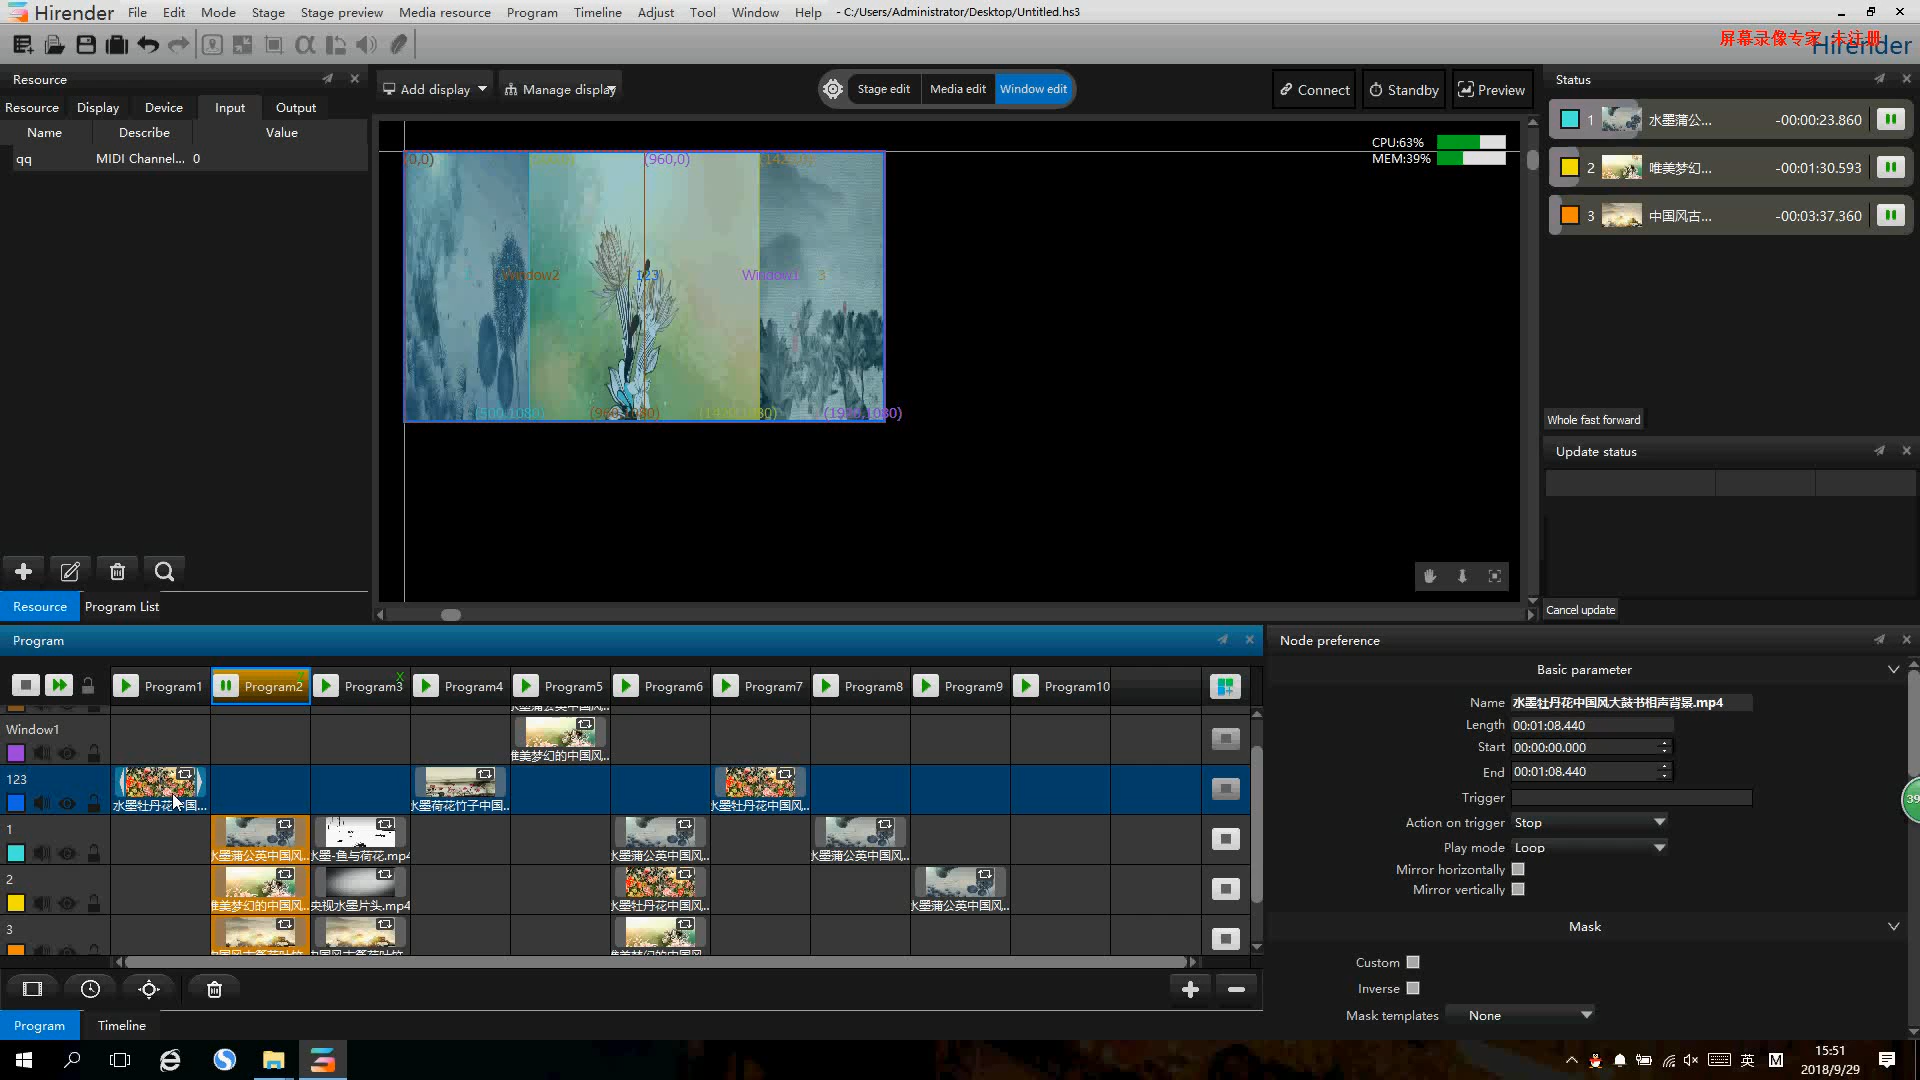 Hirender File Edit Mode Stage Stage preview Media resource Program Timeline Adjust Tool Window Help - C:/Users/Administrator/Desktop/Untitled.hs3
屏幕录像专家 未注册
Hirender
Resource
Add display
Manage display
Stage edit
Media edit
Window edit
Connect
Standby
Preview
Status
Resource Display Device Input Output
Name Describe Value
qq MIDI Channel... 0
CPU:63%
MEM:39%
1 水墨蒲公... -00:00:23.860
2 唯美梦幻... -00:01:30.593
3 中国风古... -00:03:37.360
(0,0)
(960,0)
Window2
123
Window1
3
(500,1080)
(960,1080)
(1420,1080)
(1920,1080)
Whole fast forward
Update status
Cancel update
Resource Program List
Program
Program1 Program2 Program3 Program4 Program5 Program6 Program7 Program8 Program9 Program10
X
Window1
唯美梦幻的中国风...
123
水墨牡丹花中国...
水墨荷花竹子中国...
水墨牡丹花中国风...
1
水墨蒲公英中国风...
水墨-鱼与荷花.mp4
水墨蒲公英中国风...
水墨蒲公英中国风...
2
唯美梦幻的中国风...
央视水墨片头.mp4
水墨牡丹花中国风...
水墨蒲公英中国风...
3
Program Timeline
Node preference
Basic parameter
Name 水墨牡丹花中国风大鼓书相声背景.mp4
Length 00:01:08.440
Start 00:00:00.000
End 00:01:08.440
Trigger
Action on trigger Stop
Play mode Loop
Mirror horizontally
Mirror vertically
Mask
Custom
Inverse
Mask templates None
39
英
M
15:51
2018/9/29